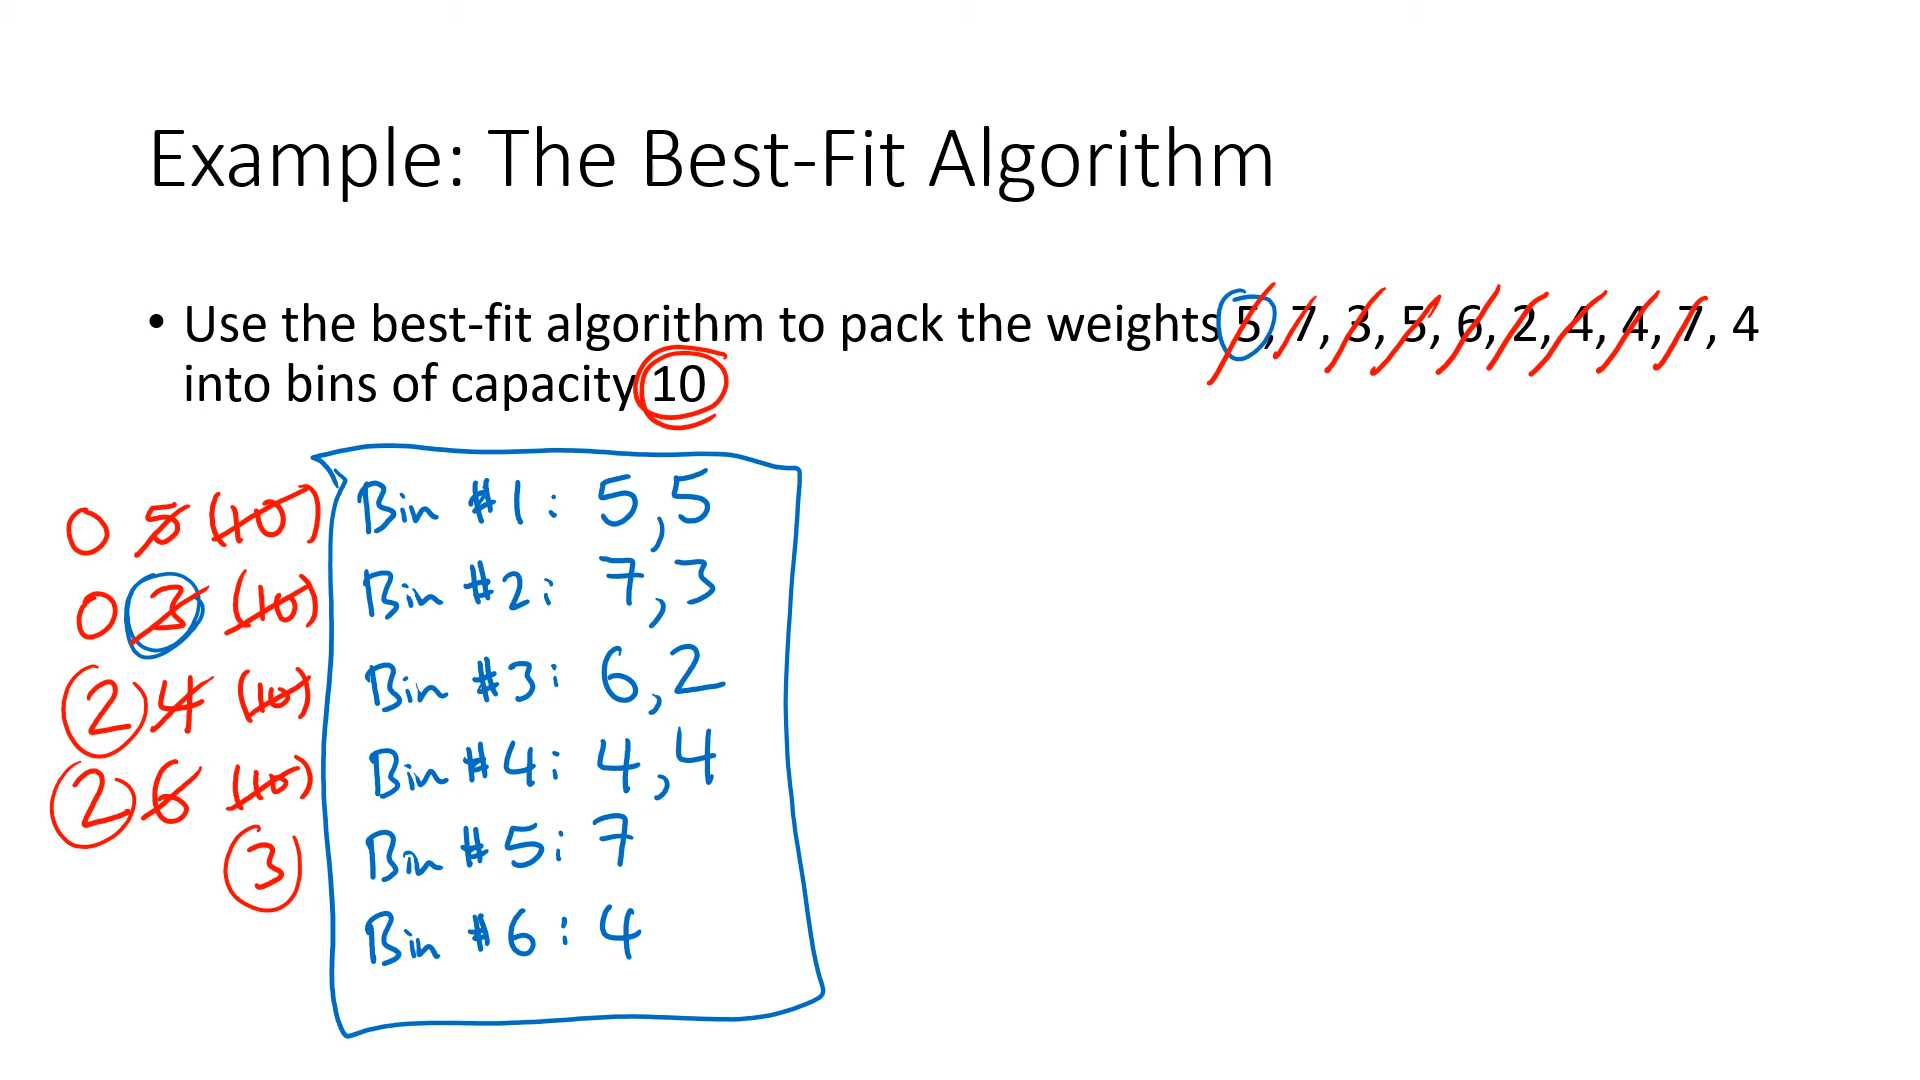 Example: The Best-Fit Algorithm
• Use the best-fit algorithm to pack the weights 5, 7, 3, 5, 6, 2, 4, 4, 7, 4
into bins of capacity 10
0 5 (10) Bin #1: 5,5
0 3 (10) Bin #2: 7,3
2 4 (10) Bin #3: 6,2
2 6 (10) Bin #4: 4,4
3 Bin #5: 7
Bin #6: 4